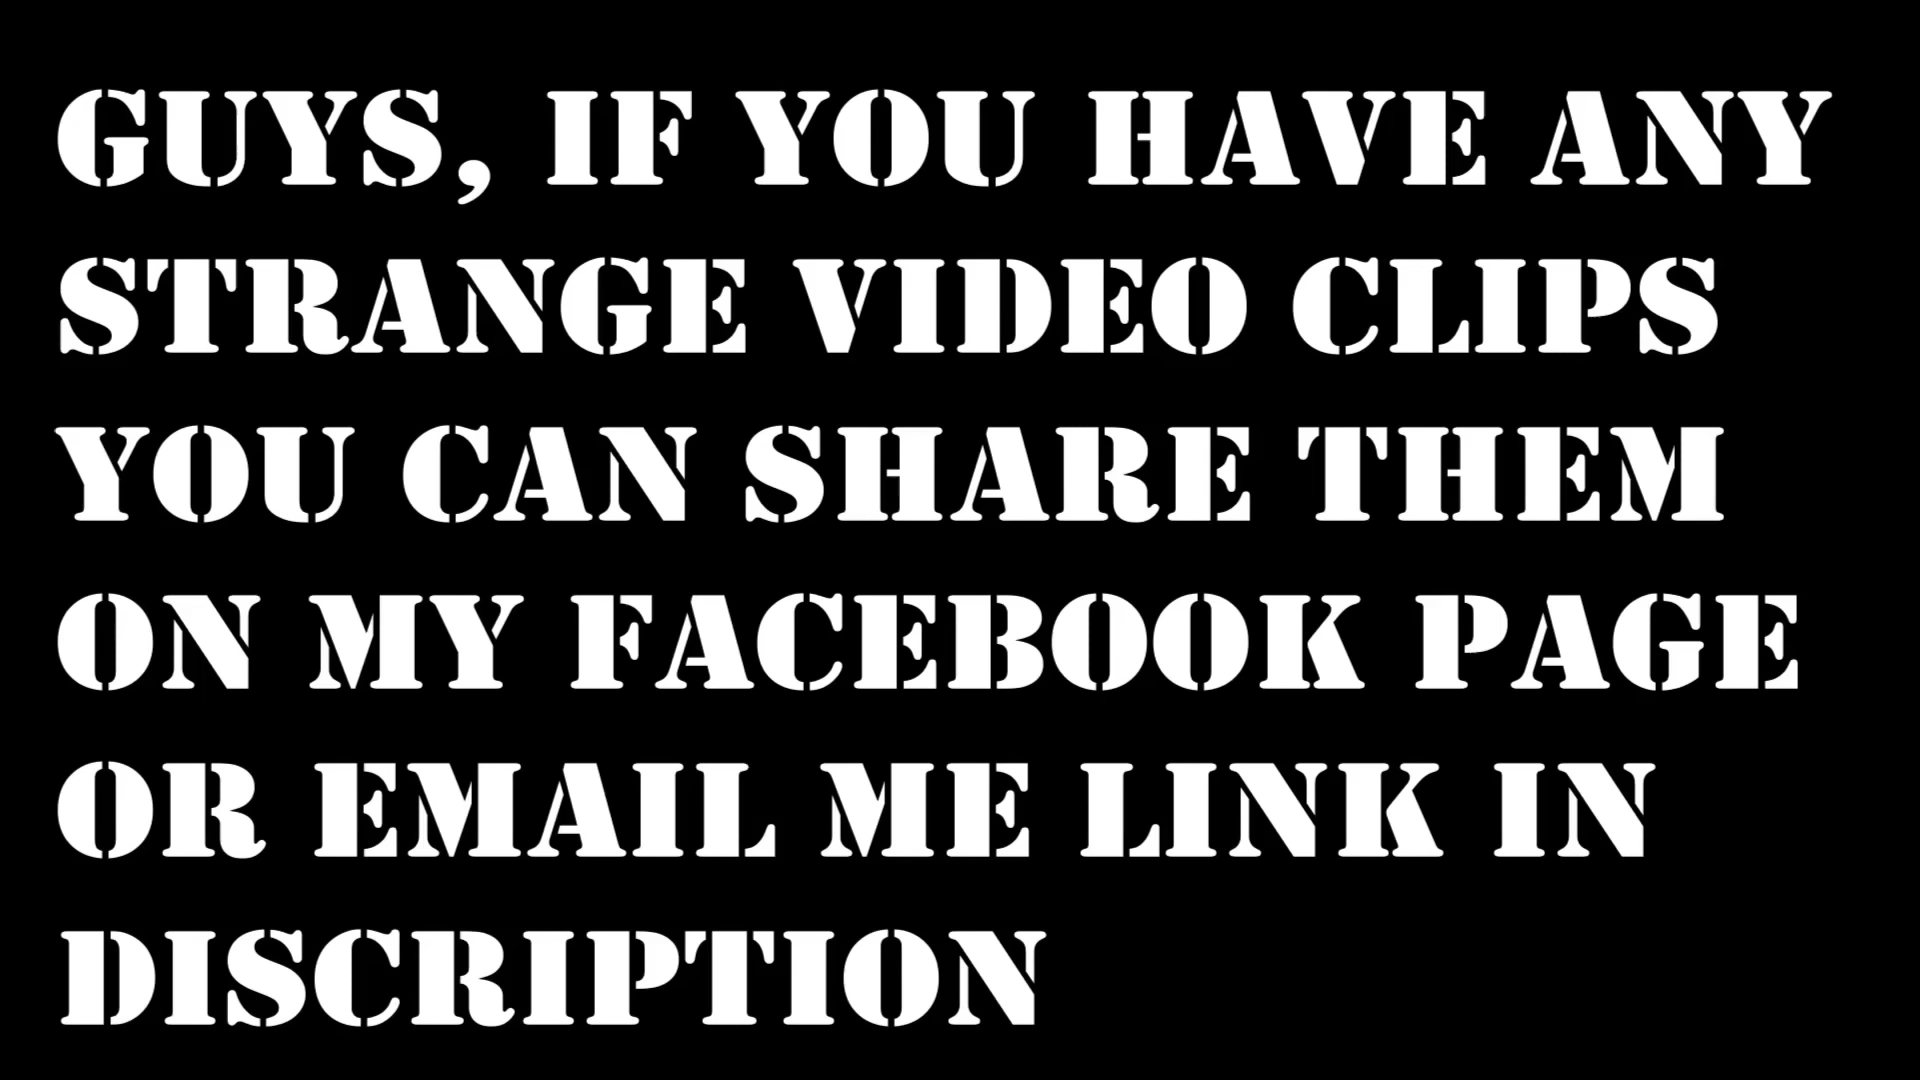 GUYS, IF YOU HAVE ANY
STRANGE VIDEO CLIPS
YOU CAN SHARE THEM
ON MY FACEBOOK PAGE
OR EMAIL ME LINK IN
DISCRIPTION